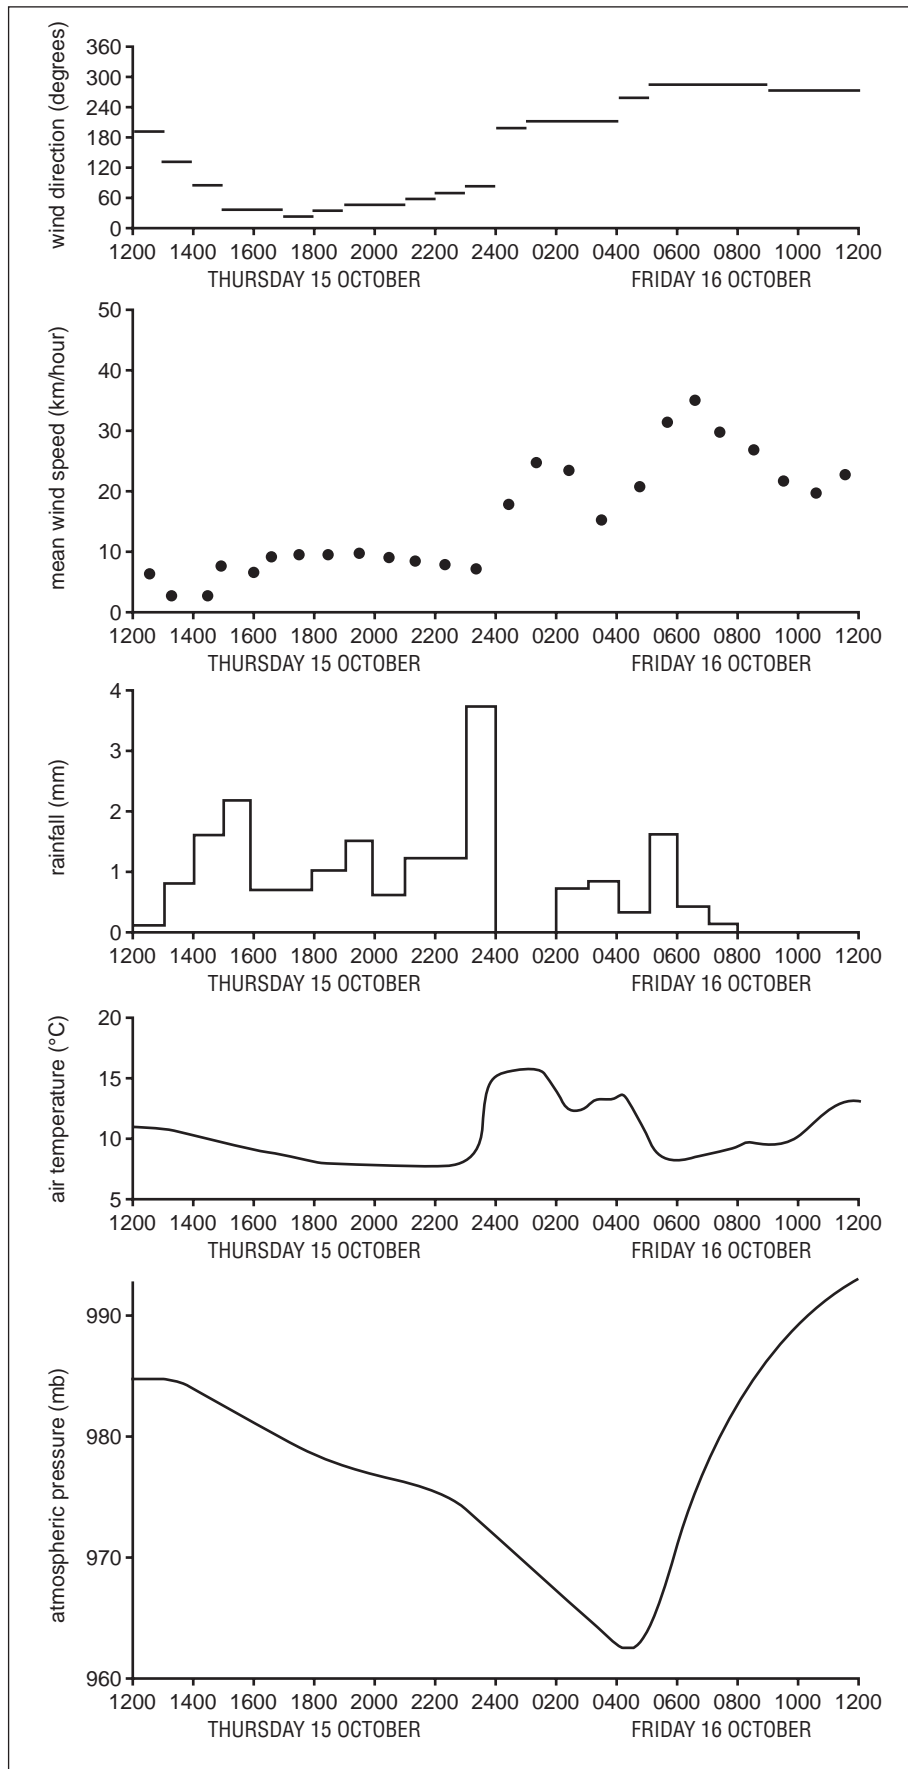 wind direction (degrees)
360
300
240
180
120
60
0
1200 1400 1600 1800 2000 2200 2400 0200 0400 0600 0800 1000 1200
THURSDAY 15 OCTOBER FRIDAY 16 OCTOBER
mean wind speed (km/hour)
50
40
30
20
10
0
1200 1400 1600 1800 2000 2200 2400 0200 0400 0600 0800 1000 1200
THURSDAY 15 OCTOBER FRIDAY 16 OCTOBER
rainfall (mm)
4
3
2
1
0
1200 1400 1600 1800 2000 2200 2400 0200 0400 0600 0800 1000 1200
THURSDAY 15 OCTOBER FRIDAY 16 OCTOBER
air temperature (°C)
20
15
10
5
1200 1400 1600 1800 2000 2200 2400 0200 0400 0600 0800 1000 1200
THURSDAY 15 OCTOBER FRIDAY 16 OCTOBER
atmospheric pressure (mb)
990
980
970
960
1200 1400 1600 1800 2000 2200 2400 0200 0400 0600 0800 1000 1200
THURSDAY 15 OCTOBER FRIDAY 16 OCTOBER